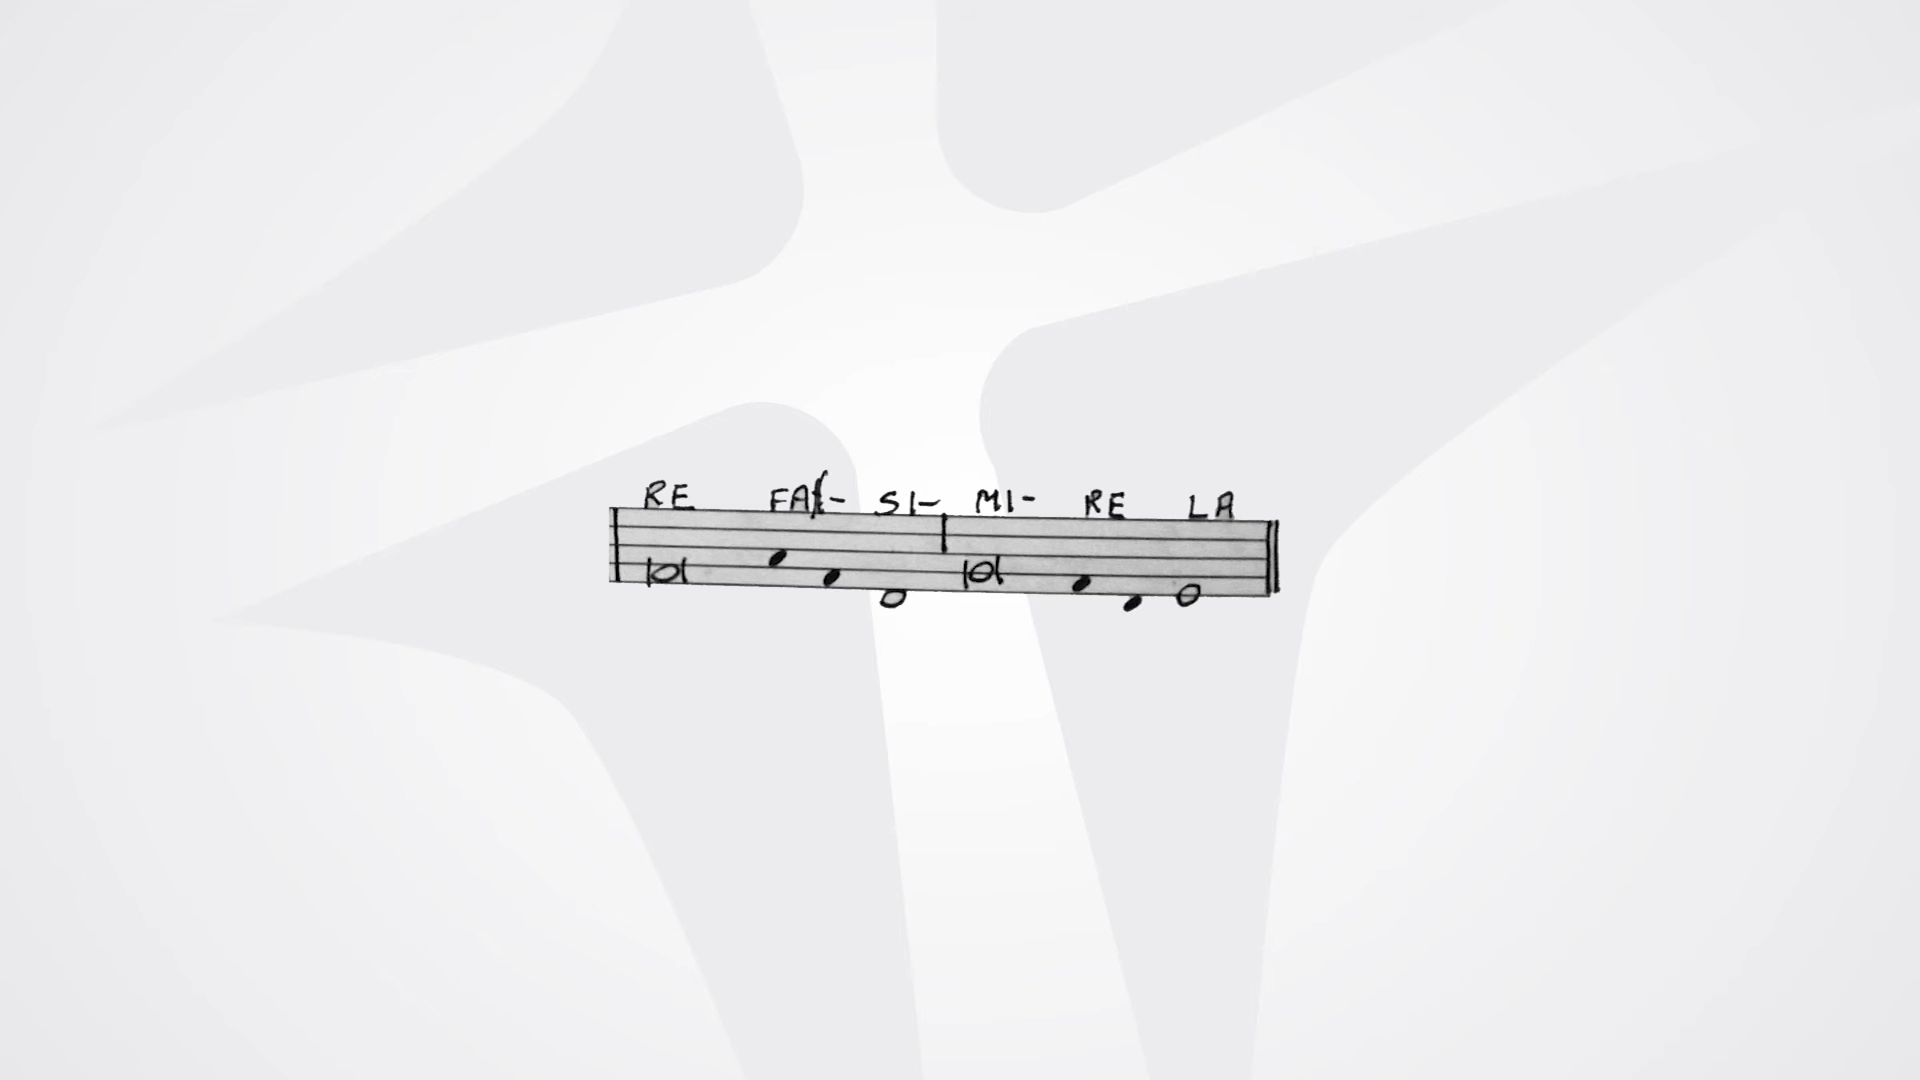 RE FA♯- SI- MI- RE LA